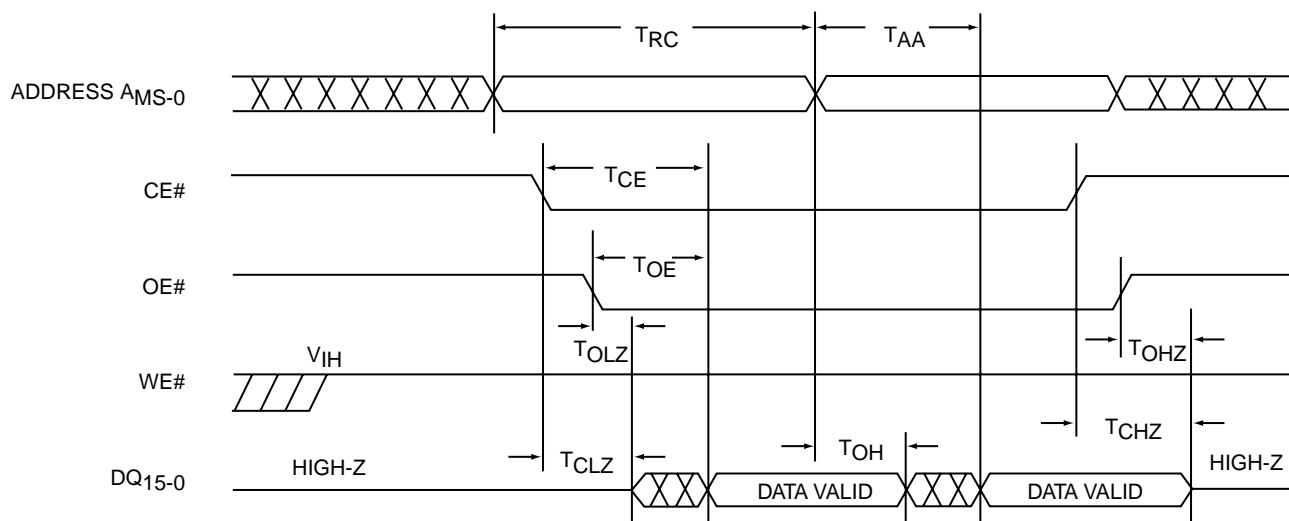 TRC
TAA
ADDRESS AMS-0
TCE
CE#
TOE
OE#
TOLZ
TOHZ
VIH
WE#
TCHZ
TOH
TCLZ
HIGH-Z
HIGH-Z
DQ15-0
DATA VALID
DATA VALID